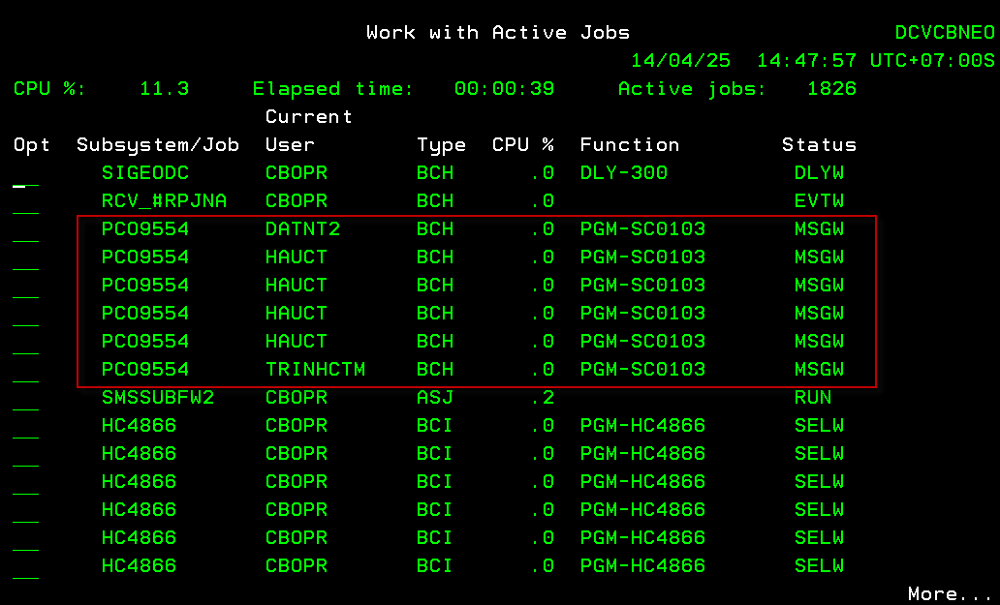 Work with Active Jobs DCVCBNEO
14/04/25 14:47:57 UTC+07:00S
CPU %: 11.3 Elapsed time: 00:00:39 Active jobs: 1826
Current
Opt Subsystem/Job User Type CPU % Function Status
SIGEODC CBOPR BCH .0 DLY-300 DLYW
RCV_#RPJNA CBOPR BCH .0 EVTW
PCO9554 DATNT2 BCH .0 PGM-SC0103 MSGW
PCO9554 HAUCT BCH .0 PGM-SC0103 MSGW
PCO9554 HAUCT BCH .0 PGM-SC0103 MSGW
PCO9554 HAUCT BCH .0 PGM-SC0103 MSGW
PCO9554 HAUCT BCH .0 PGM-SC0103 MSGW
PCO9554 TRINHCTM BCH .0 PGM-SC0103 MSGW
SMSSUBFW2 CBOPR ASJ .2 RUN
HC4866 CBOPR BCI .0 PGM-HC4866 SELW
HC4866 CBOPR BCI .0 PGM-HC4866 SELW
HC4866 CBOPR BCI .0 PGM-HC4866 SELW
HC4866 CBOPR BCI .0 PGM-HC4866 SELW
HC4866 CBOPR BCI .0 PGM-HC4866 SELW
HC4866 CBOPR BCI .0 PGM-HC4866 SELW
More...